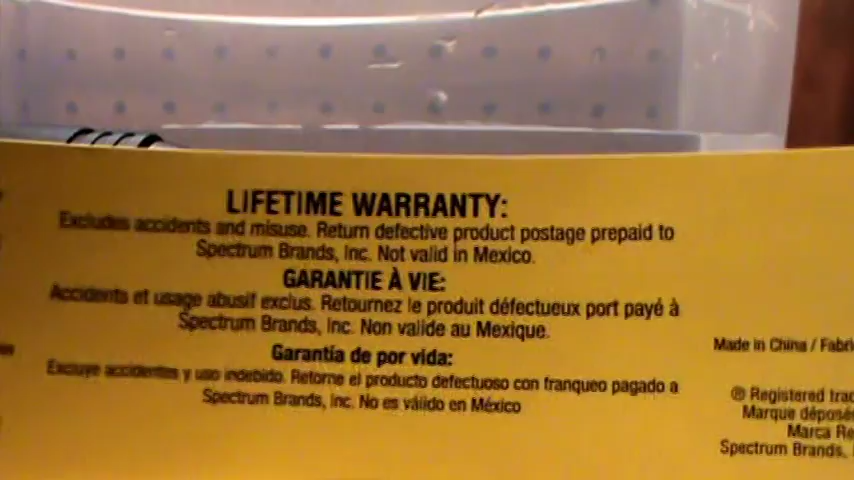 LIFETIME WARRANTY:
Excludes accidents and misuse. Return defective product postage prepaid to
Spectrum Brands, Inc. Not valid in Mexico.
GARANTIE À VIE:
Accidents et usage abusif exclus. Retournez le produit défectueux port payé à
Spectrum Brands, Inc. Non valide au Mexique.
Garantía de por vida:
Excluye accidentes y uso indebido. Retorne el producto defectuoso con franqueo pagado a
Spectrum Brands, Inc. No es válido en México
Made in China / Fabri
® Registered trad
Marque déposé
Marca Re
Spectrum Brands,